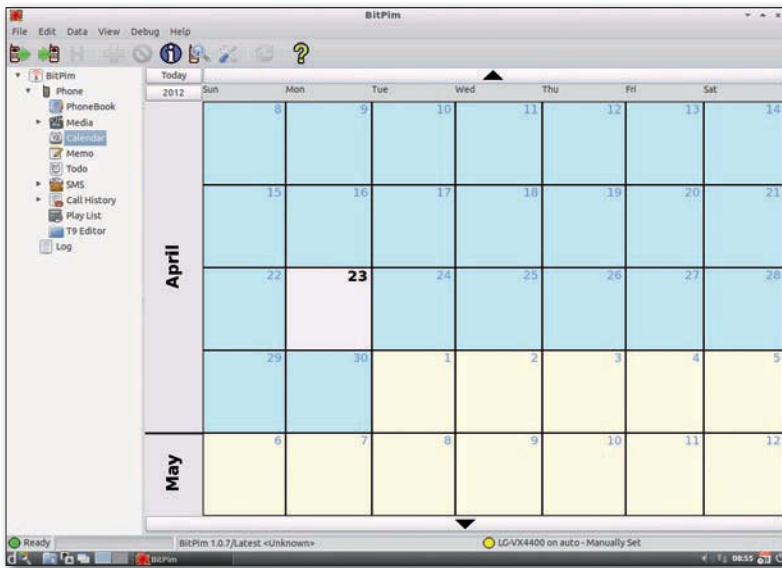 BitPim
File Edit Data View Debug Help
BitPim
Phone
PhoneBook
Media
Calendar
Memo
Todo
SMS
Call History
Play List
T9 Editor
Log
Today
2012
Sun Mon Tue Wed Thu Fri Sat
April
8 9 10 11 12 13 14
15 16 17 18 19 20 21
22 23 24 25 26 27 28
29 30 1 2 3 4 5
May
6 7 8 9 10 11 12
Ready
BitPim 1.0.7/Latest <Unknown>
LG-VX4400 on auto - Manually Set
BitPim
08:55